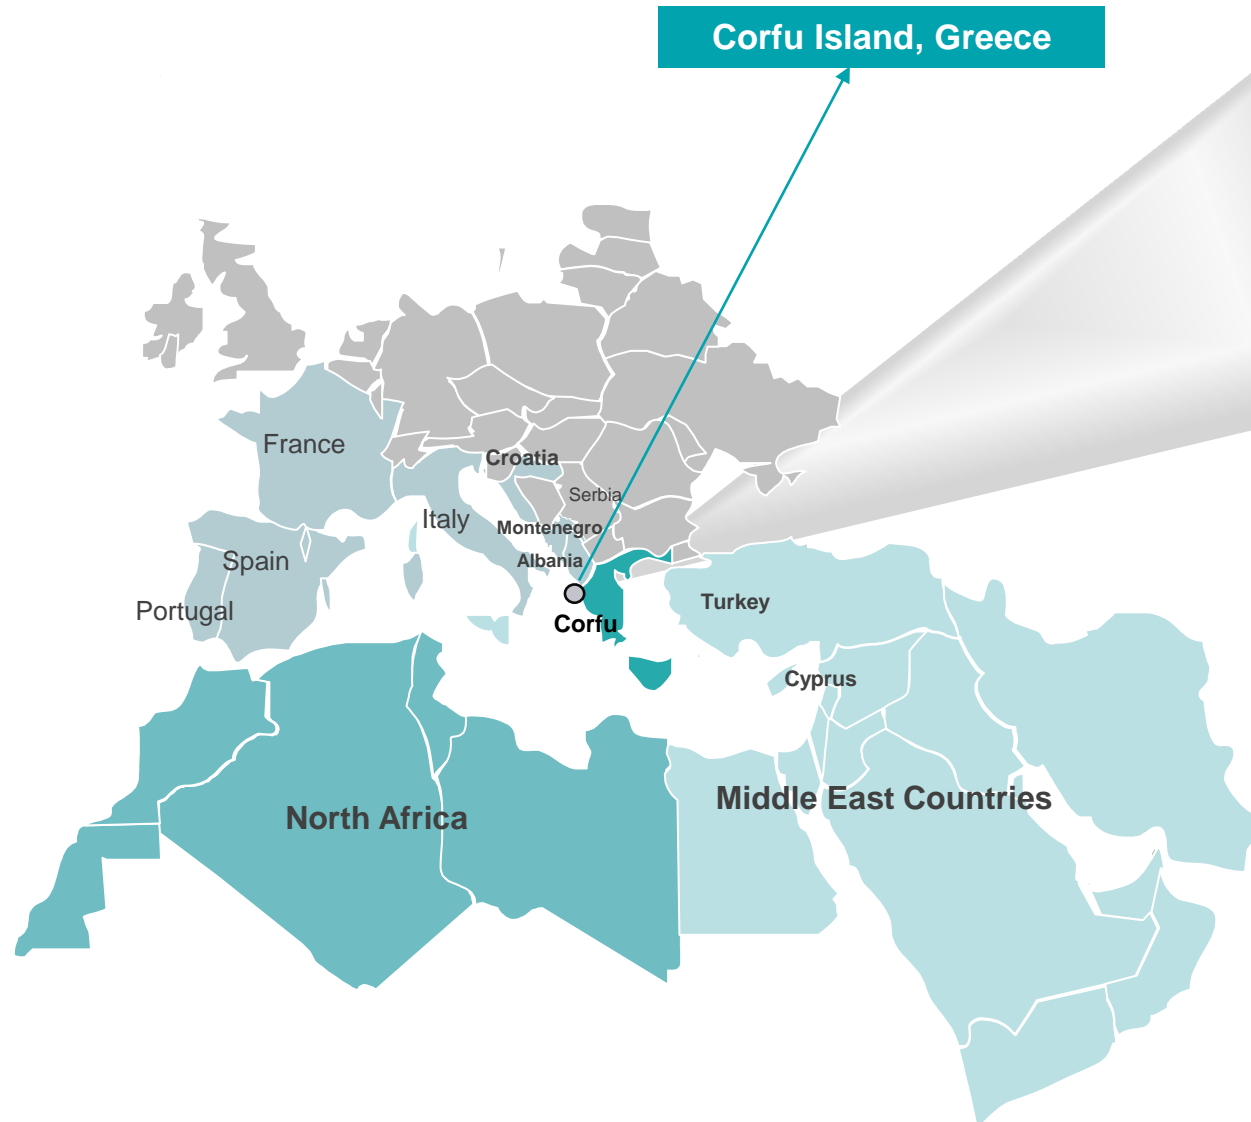 Corfu Island, Greece
France
Croatia
Serbia
Italy
Montenegro
Spain
Albania
Turkey
Portugal
Corfu
Cyprus
Middle East Countries
North Africa